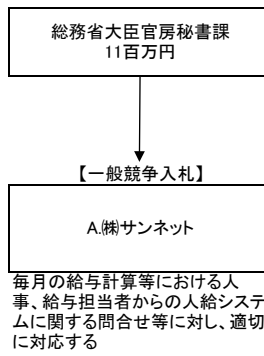 総務省大臣官房秘書課
11百万円
【一般競争入札】
A.㈱サンネット
毎月の給与計算等における人
事、給与担当者からの人給システ
ムに関する問合せ等に対し、適切
に対応する